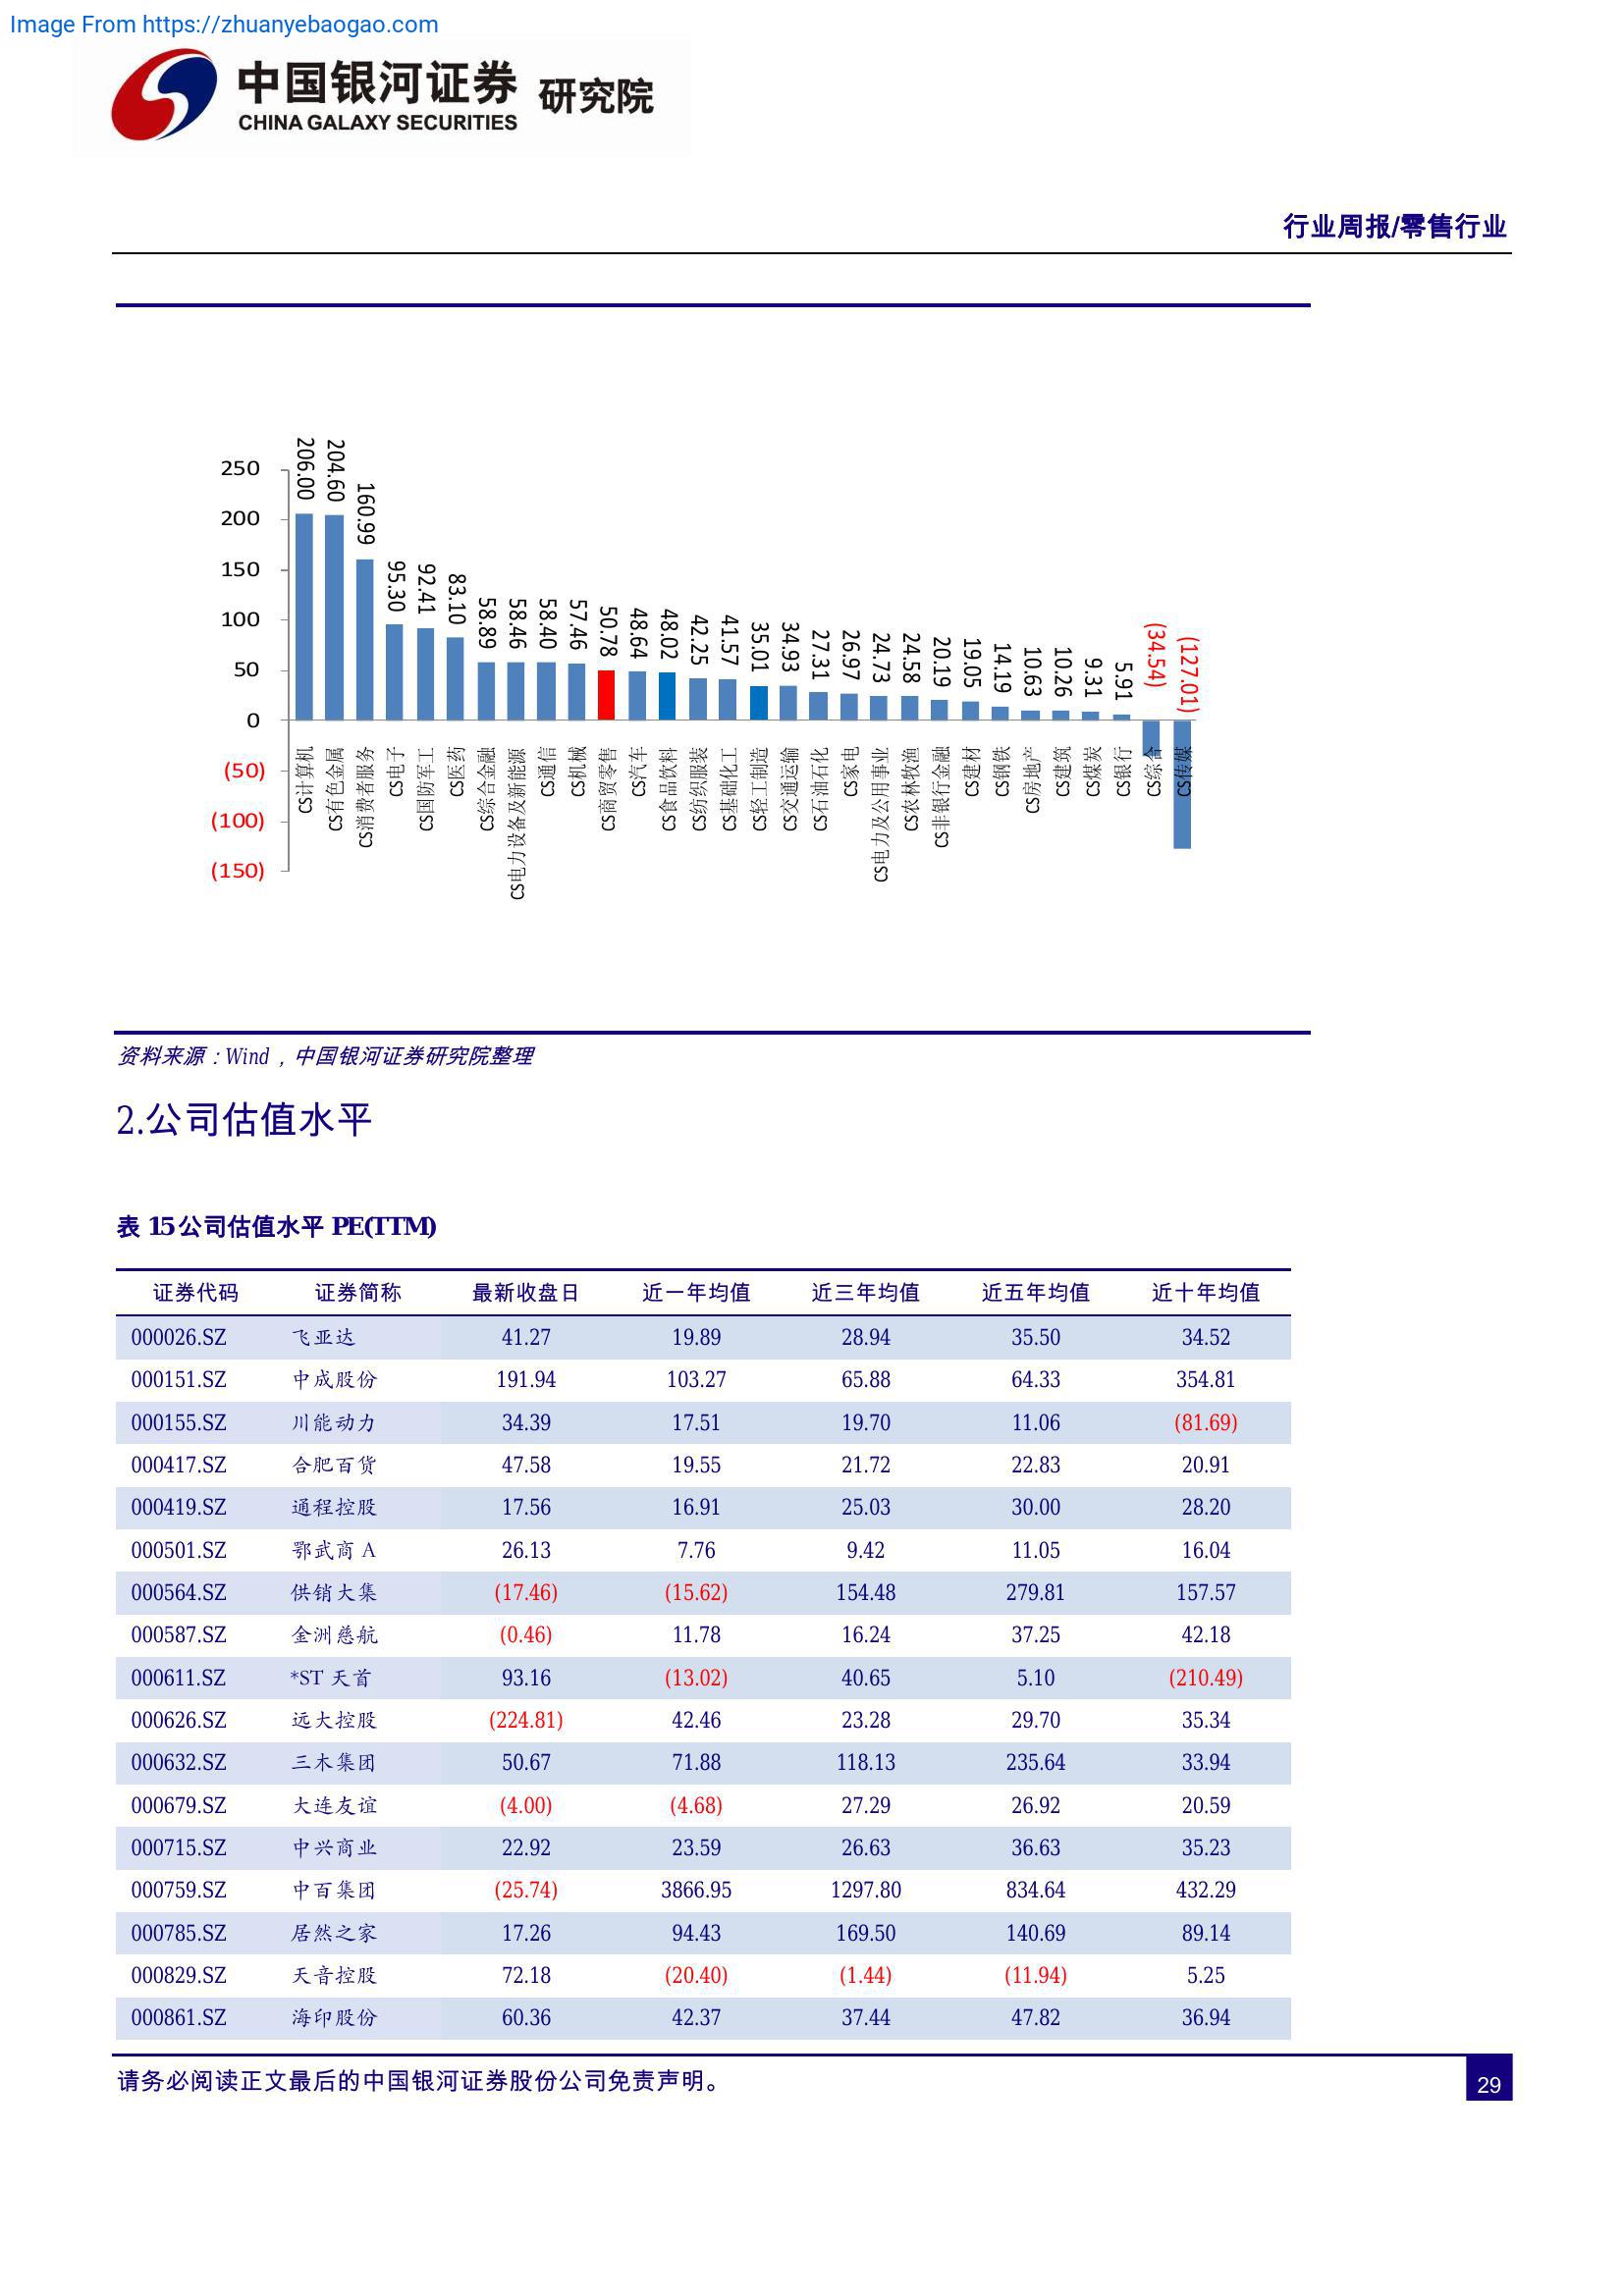 Image From https://zhuanyebaogao.com
中国银河证券 研究院
CHINA GALAXY SECURITIES
行业周报/零售行业
250
200
150
100
50
0
(50)
(100)
(150)
206.00 204.60 160.99 95.30 92.41 83.10 58.89 58.46 58.40 57.46 50.78 48.64 48.02 42.25 41.57 35.01 34.93 27.31 26.97 24.73 24.58 20.19 19.05 14.19 10.63 10.26 9.31 5.91 (34.54) (127.01)
CS计算机
CS有色金属
CS消费者服务
CS电子
CS国防军工
CS医药
CS综合金融
CS电力设备及新能源
CS通信
CS机械
CS商贸零售
CS汽车
CS食品饮料
CS纺织服装
CS基础化工
CS轻工制造
CS交通运输
CS石油石化
CS家电
CS电力及公用事业
CS农林牧渔
CS非银行金融
CS建材
CS钢铁
CS房地产
CS建筑
CS煤炭
CS银行
CS综合
CS传媒
资料来源：Wind，中国银河证券研究院整理
2.公司估值水平
表 15公司估值水平 PE(TTM)
证券代码 证券简称 最新收盘日 近一年均值 近三年均值 近五年均值 近十年均值
000026.SZ 飞亚达 41.27 19.89 28.94 35.50 34.52
000151.SZ 中成股份 191.94 103.27 65.88 64.33 354.81
000155.SZ 川能动力 34.39 17.51 19.70 11.06 (81.69)
000417.SZ 合肥百货 47.58 19.55 21.72 22.83 20.91
000419.SZ 通程控股 17.56 16.91 25.03 30.00 28.20
000501.SZ 鄂武商 A 26.13 7.76 9.42 11.05 16.04
000564.SZ 供销大集 (17.46) (15.62) 154.48 279.81 157.57
000587.SZ 金洲慈航 (0.46) 11.78 16.24 37.25 42.18
000611.SZ *ST 天首 93.16 (13.02) 40.65 5.10 (210.49)
000626.SZ 远大控股 (224.81) 42.46 23.28 29.70 35.34
000632.SZ 三木集团 50.67 71.88 118.13 235.64 33.94
000679.SZ 大连友谊 (4.00) (4.68) 27.29 26.92 20.59
000715.SZ 中兴商业 22.92 23.59 26.63 36.63 35.23
000759.SZ 中百集团 (25.74) 3866.95 1297.80 834.64 432.29
000785.SZ 居然之家 17.26 94.43 169.50 140.69 89.14
000829.SZ 天音控股 72.18 (20.40) (1.44) (11.94) 5.25
000861.SZ 海印股份 60.36 42.37 37.44 47.82 36.94
请务必阅读正文最后的中国银河证券股份公司免责声明。
29